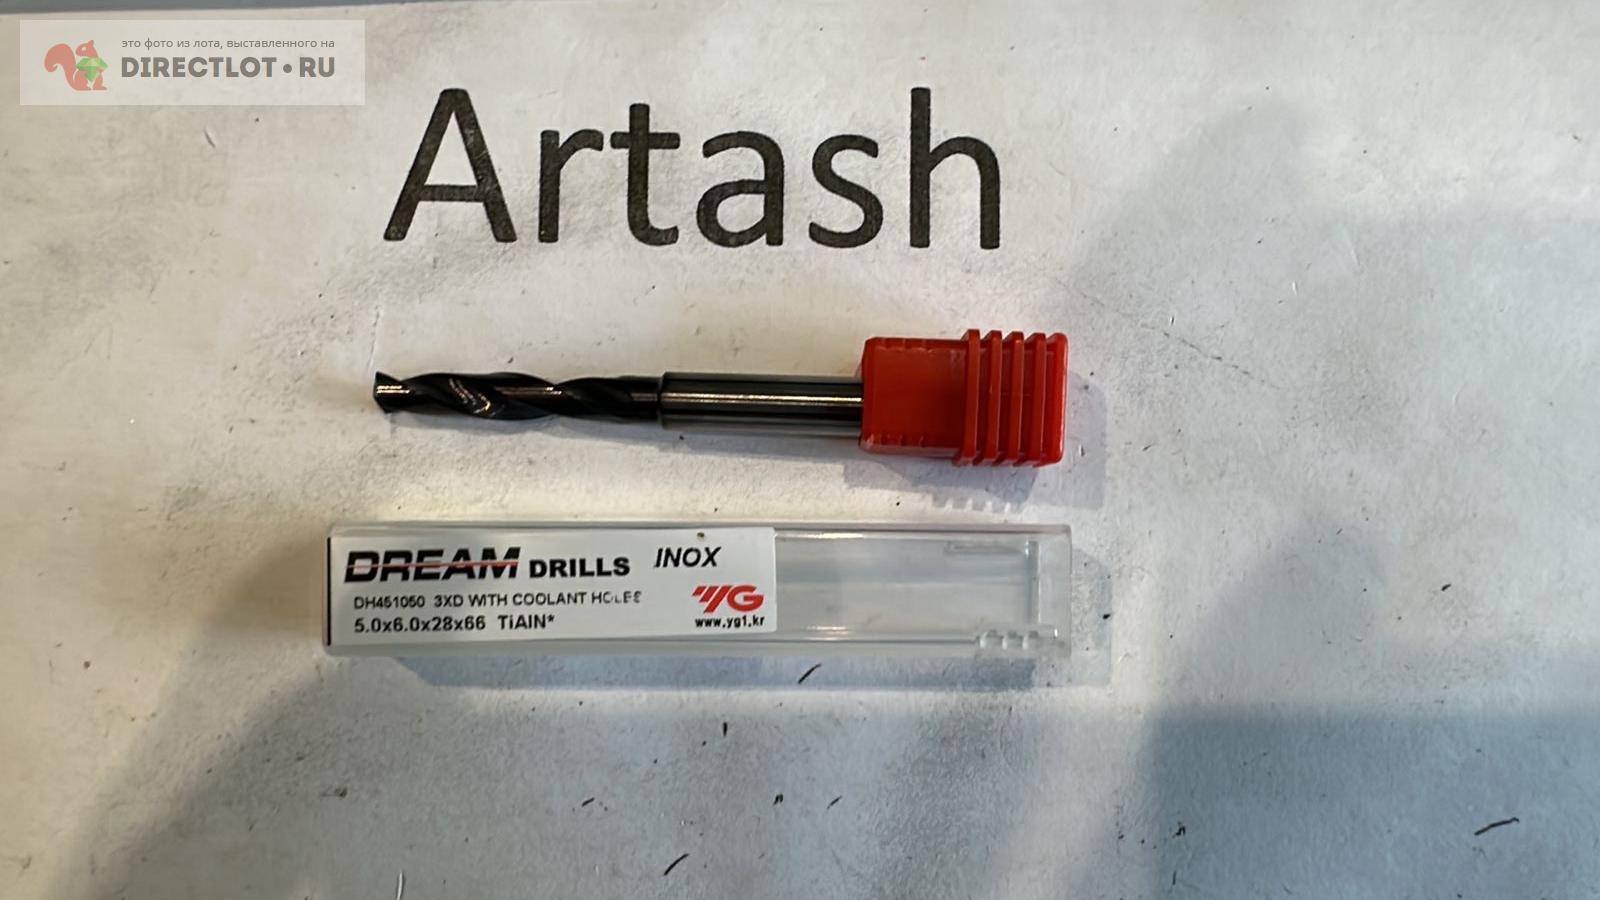 это фото из лота, выставленного на
DIRECTLOT•RU
Artash
DREAM DRILLS INOX
DH451050 3XD WITH COOLANT HOLES
5.0x6.0x28x66 TiAlN*
YG
www.yg1.kr